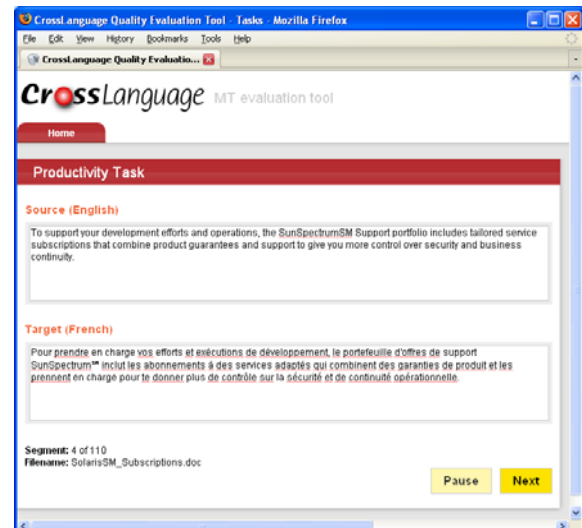 CrossLanguage Quality Evaluation Tool - Tasks - Mozilla Firefox
File Edit View History Bookmarks Tools Help
CrossLanguage Quality Evaluatio...
CrossLanguage MT evaluation tool
Home
Productivity Task
Source (English)
To support your development efforts and operations, the SunSpectrumSM Support portfolio includes tailored service
subscriptions that combine product guarantees and support to give you more control over security and business
continuity.
Target (French)
Pour prendre en charge vos efforts et exécutions de développement, le portefeuille d'offres de support
SunSpectrum℠ inclut les abonnements à des services adaptés qui combinent des garanties de produit et les
prennent en charge pour te donner plus de contrôle sur la sécurité et de continuité opérationnelle.
Segment: 4 of 110
Filename: SolarisSM_Subscriptions.doc
Pause Next